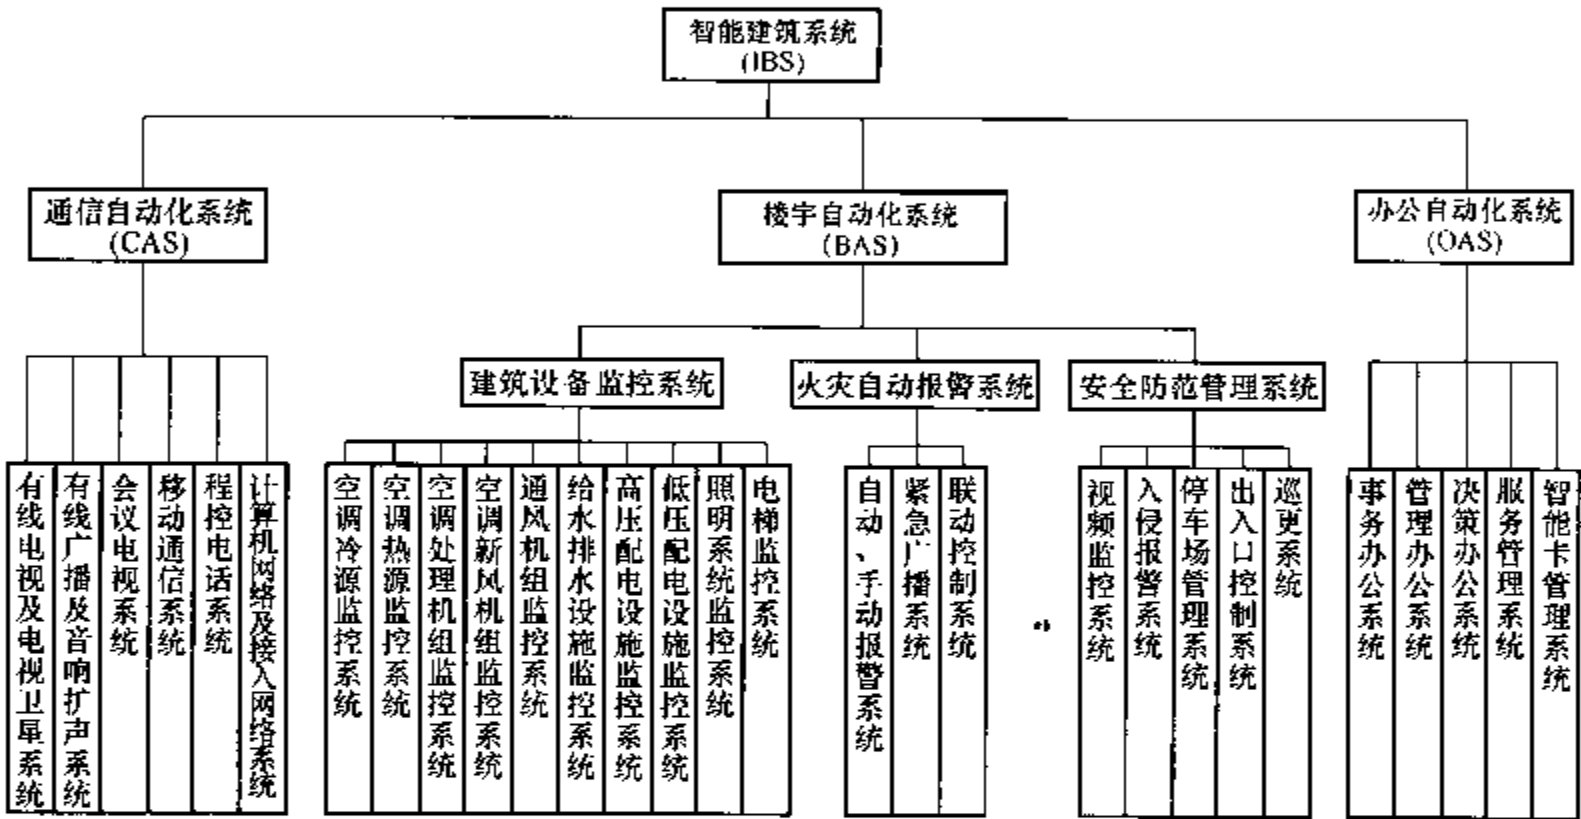 智能建筑系统
(IBS)
通信自动化系统
(CAS)
楼宇自动化系统
(BAS)
办公自动化系统
(OAS)
建筑设备监控系统
火灾自动报警系统
安全防范管理系统
有线电视及电视卫星系统
有线广播及音响扩声系统
会议电视系统
移动通信系统
程控电话系统
计算机网络及接入网络系统
空调冷源监控系统
空调热源监控系统
空调处理机组监控系统
空调新风机组监控系统
通风机组监控系统
给水排水设施监控系统
高压配电设施监控系统
低压配电设施监控系统
照明系统监控系统
电梯监控系统
自动、手动报警系统
紧急广播系统
联动控制系统
视频监控系统
入侵报警系统
停车场管理系统
出入口控制系统
巡更系统
事务办公系统
管理办公系统
决策办公系统
服务管理系统
智能卡管理系统